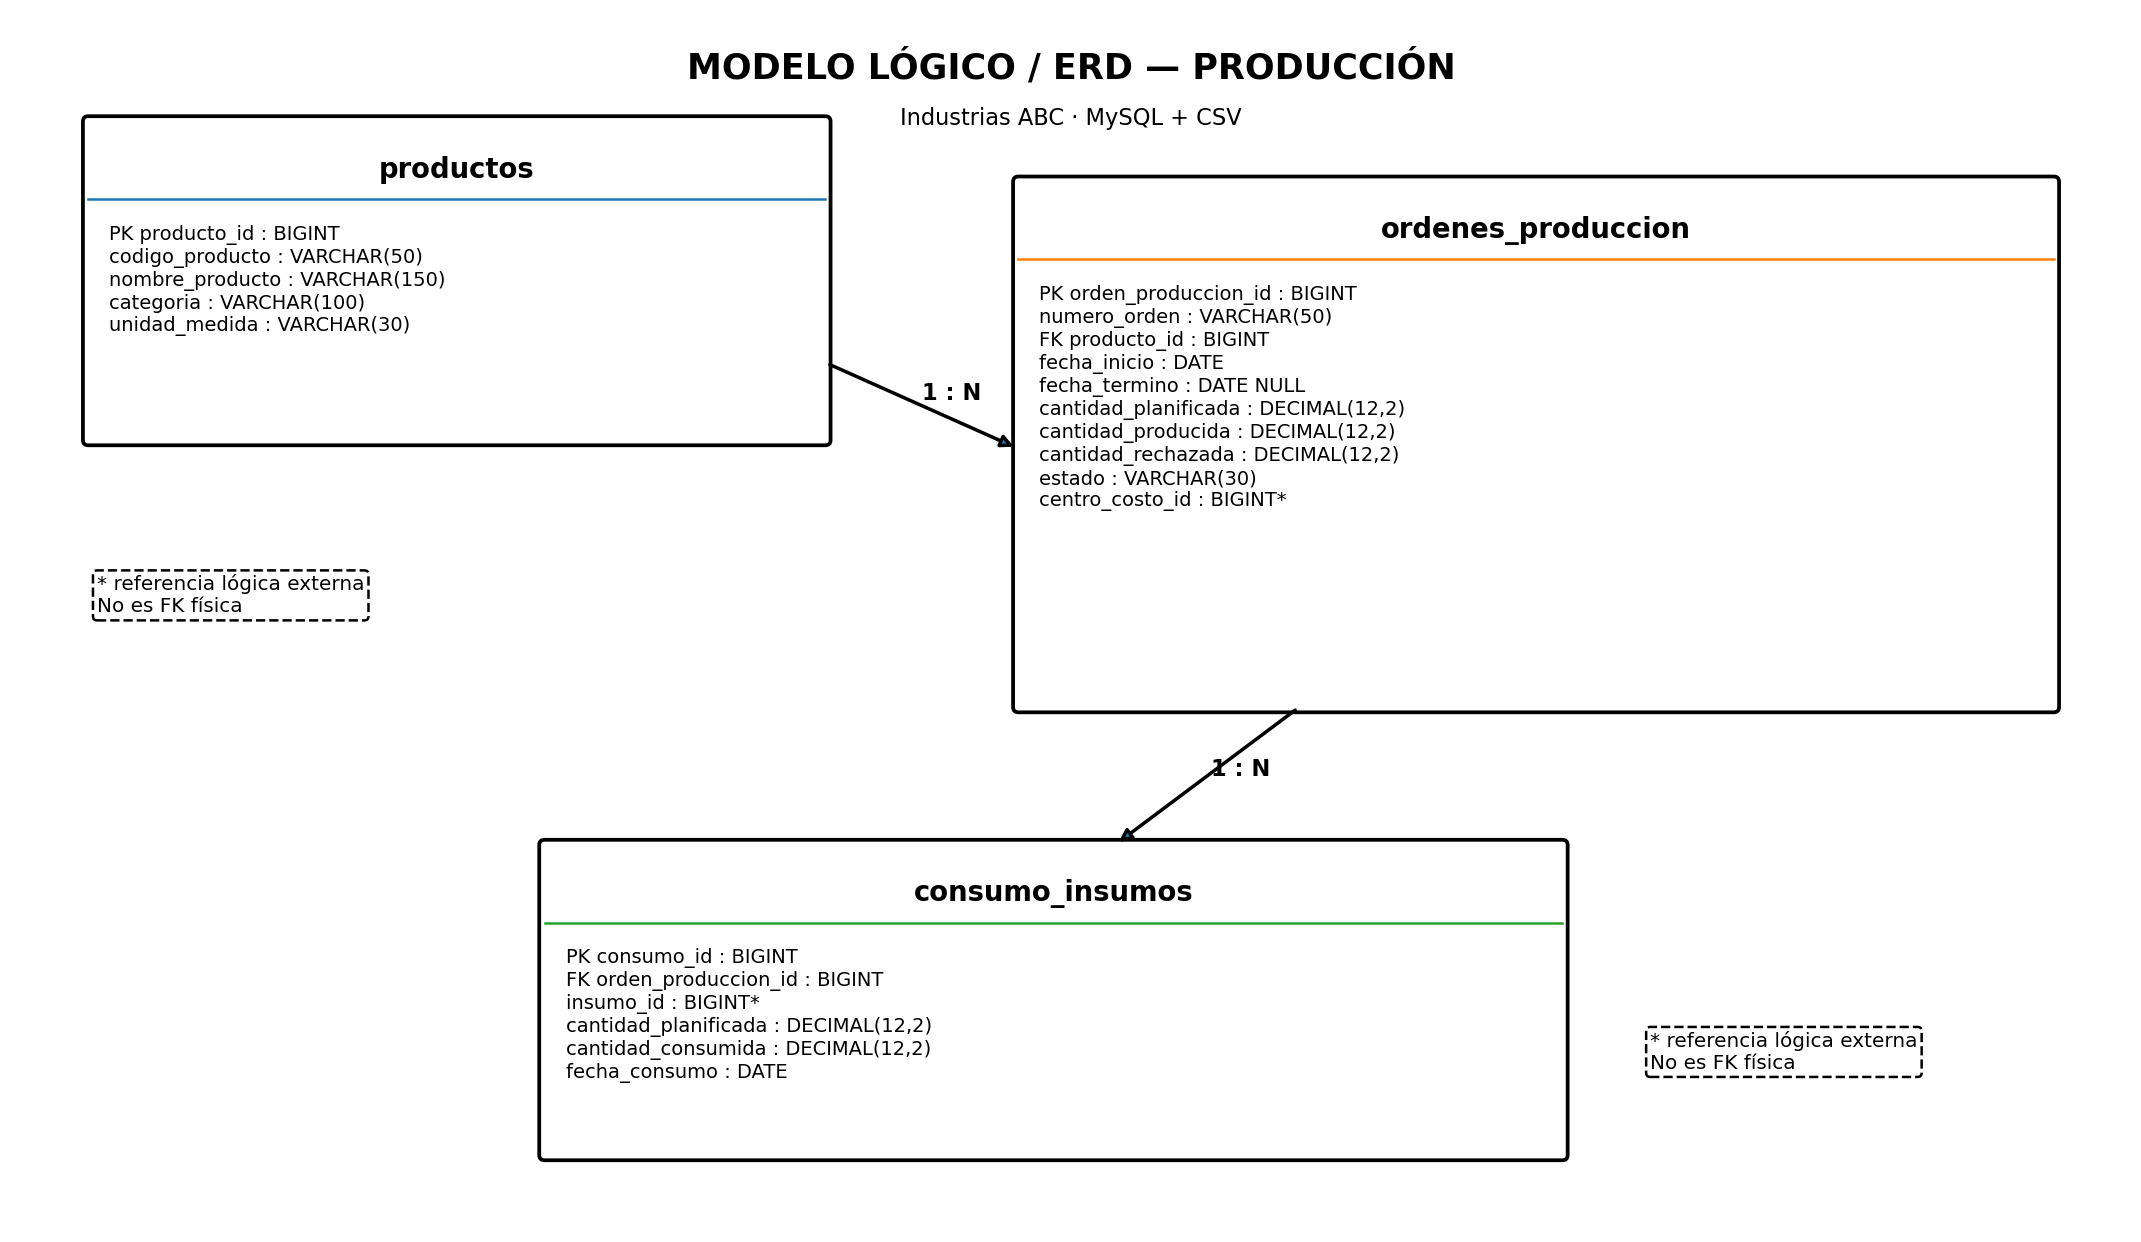 MODELO LÓGICO / ERD — PRODUCCIÓN
Industrias ABC · MySQL + CSV
productos
PK producto_id : BIGINT
codigo_producto : VARCHAR(50)
nombre_producto : VARCHAR(150)
categoria : VARCHAR(100)
unidad_medida : VARCHAR(30)
1 : N
ordenes_produccion
PK orden_produccion_id : BIGINT
numero_orden : VARCHAR(50)
FK producto_id : BIGINT
fecha_inicio : DATE
fecha_termino : DATE NULL
cantidad_planificada : DECIMAL(12,2)
cantidad_producida : DECIMAL(12,2)
cantidad_rechazada : DECIMAL(12,2)
estado : VARCHAR(30)
centro_costo_id : BIGINT*
* referencia lógica externa
No es FK física
1 : N
consumo_insumos
PK consumo_id : BIGINT
FK orden_produccion_id : BIGINT
insumo_id : BIGINT*
cantidad_planificada : DECIMAL(12,2)
cantidad_consumida : DECIMAL(12,2)
fecha_consumo : DATE
* referencia lógica externa
No es FK física